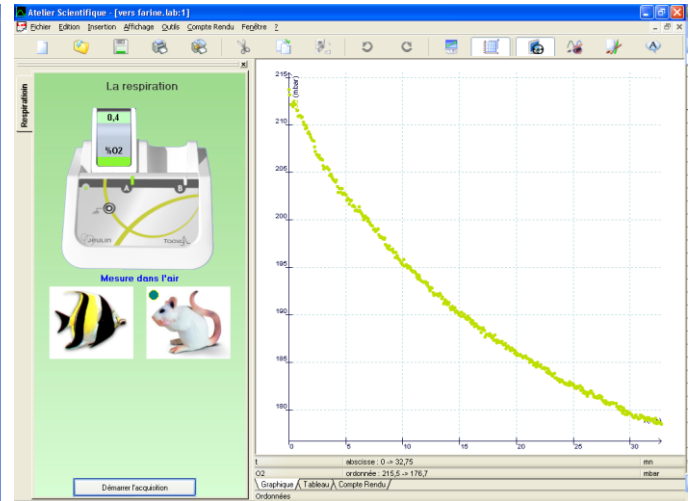 Atelier Scientifique - [vers farine.lab:1]
Fichier Edition Insertion Affichage Outils Compte Rendu Fenêtre ?
Respiration
La respiration
0,4
%O2
A
B
JEULIN
Mesure dans l'air
Démarrer l'acquisition
(mbar)
215
210
205
200
195
190
185
180
0
5
10
15
20
25
30
t
abscisse : 0 -> 32,75
mn
O2
ordonnée : 215,5 -> 176,7
mbar
Graphique
Tableau
Compte Rendu
Ordonnées